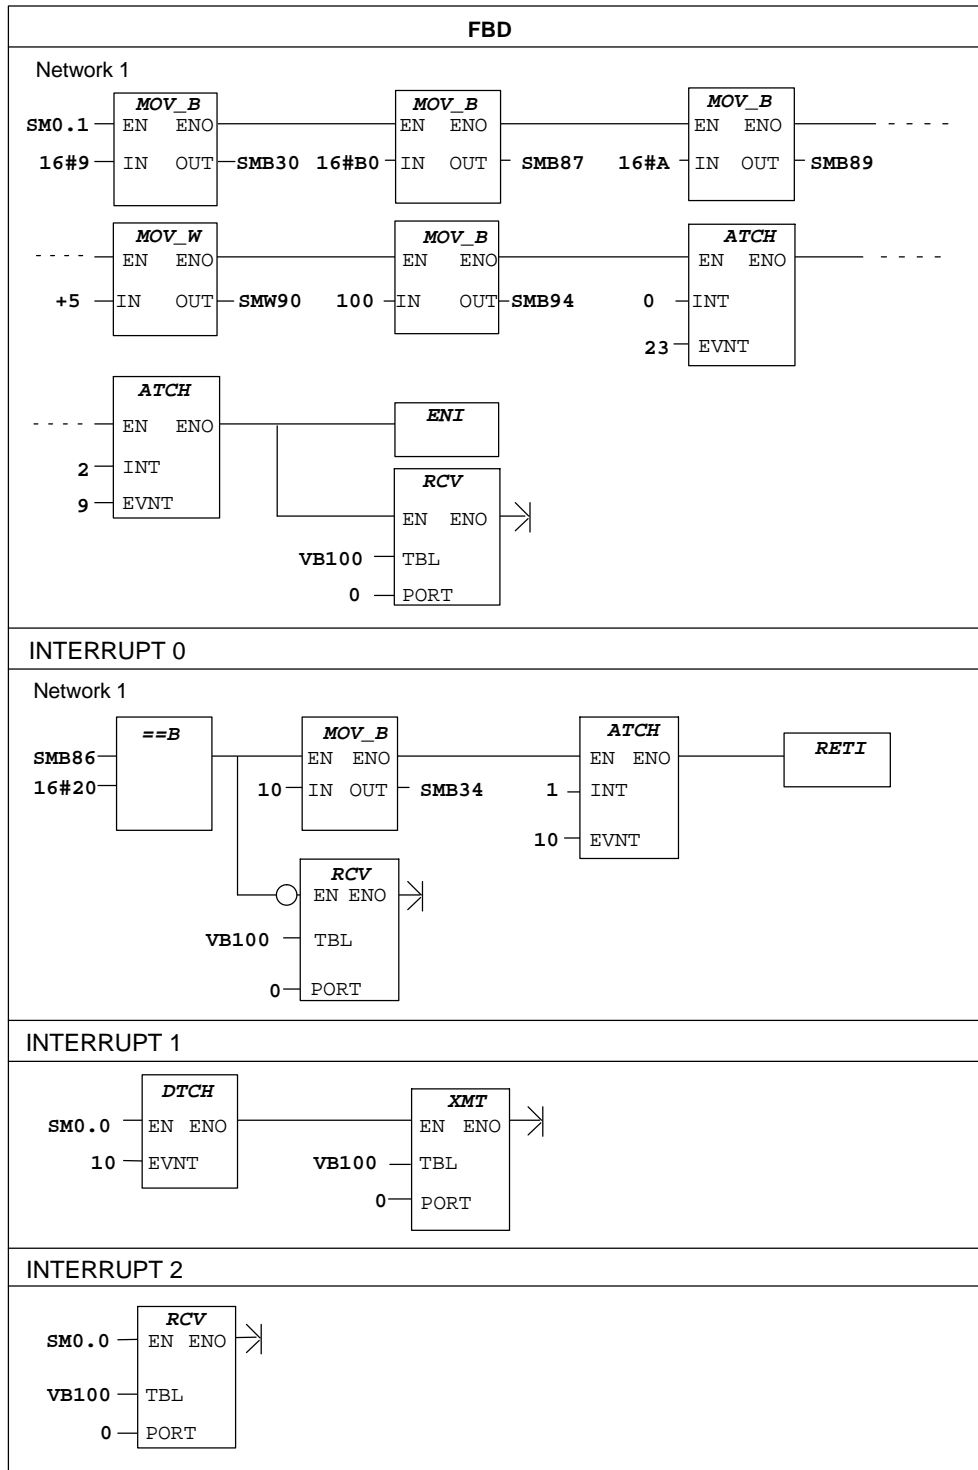 FBD
Network 1
MOV_B MOV_B MOV_B
SM0.1 EN ENO EN ENO EN ENO
16#9 IN OUT SMB30 16#B0 IN OUT SMB87 16#A IN OUT SMB89
MOV_W MOV_B ATCH
EN ENO EN ENO EN ENO
+5 IN OUT SMW90 100 IN OUT SMB94 0 INT
23 EVNT
ATCH
EN ENO ENI
2 INT
RCV
9 EVNT
EN ENO
VB100 TBL
0 PORT
INTERRUPT 0
Network 1
==B MOV_B ATCH RETI
SMB86 EN ENO EN ENO
16#20 10 IN OUT SMB34 1 INT
10 EVNT
RCV
EN ENO
VB100 TBL
0 PORT
INTERRUPT 1
DTCH XMT
SM0.0 EN ENO EN ENO
10 EVNT VB100 TBL
0 PORT
INTERRUPT 2
RCV
SM0.0 EN ENO
VB100 TBL
0 PORT